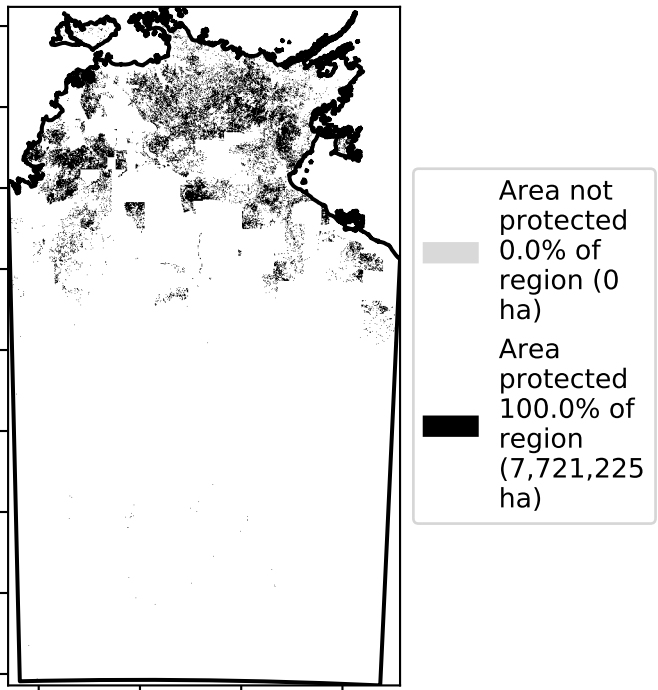 Area not
protected
0.0% of
region (0
ha)
Area
protected
100.0% of
region
(7,721,225
ha)